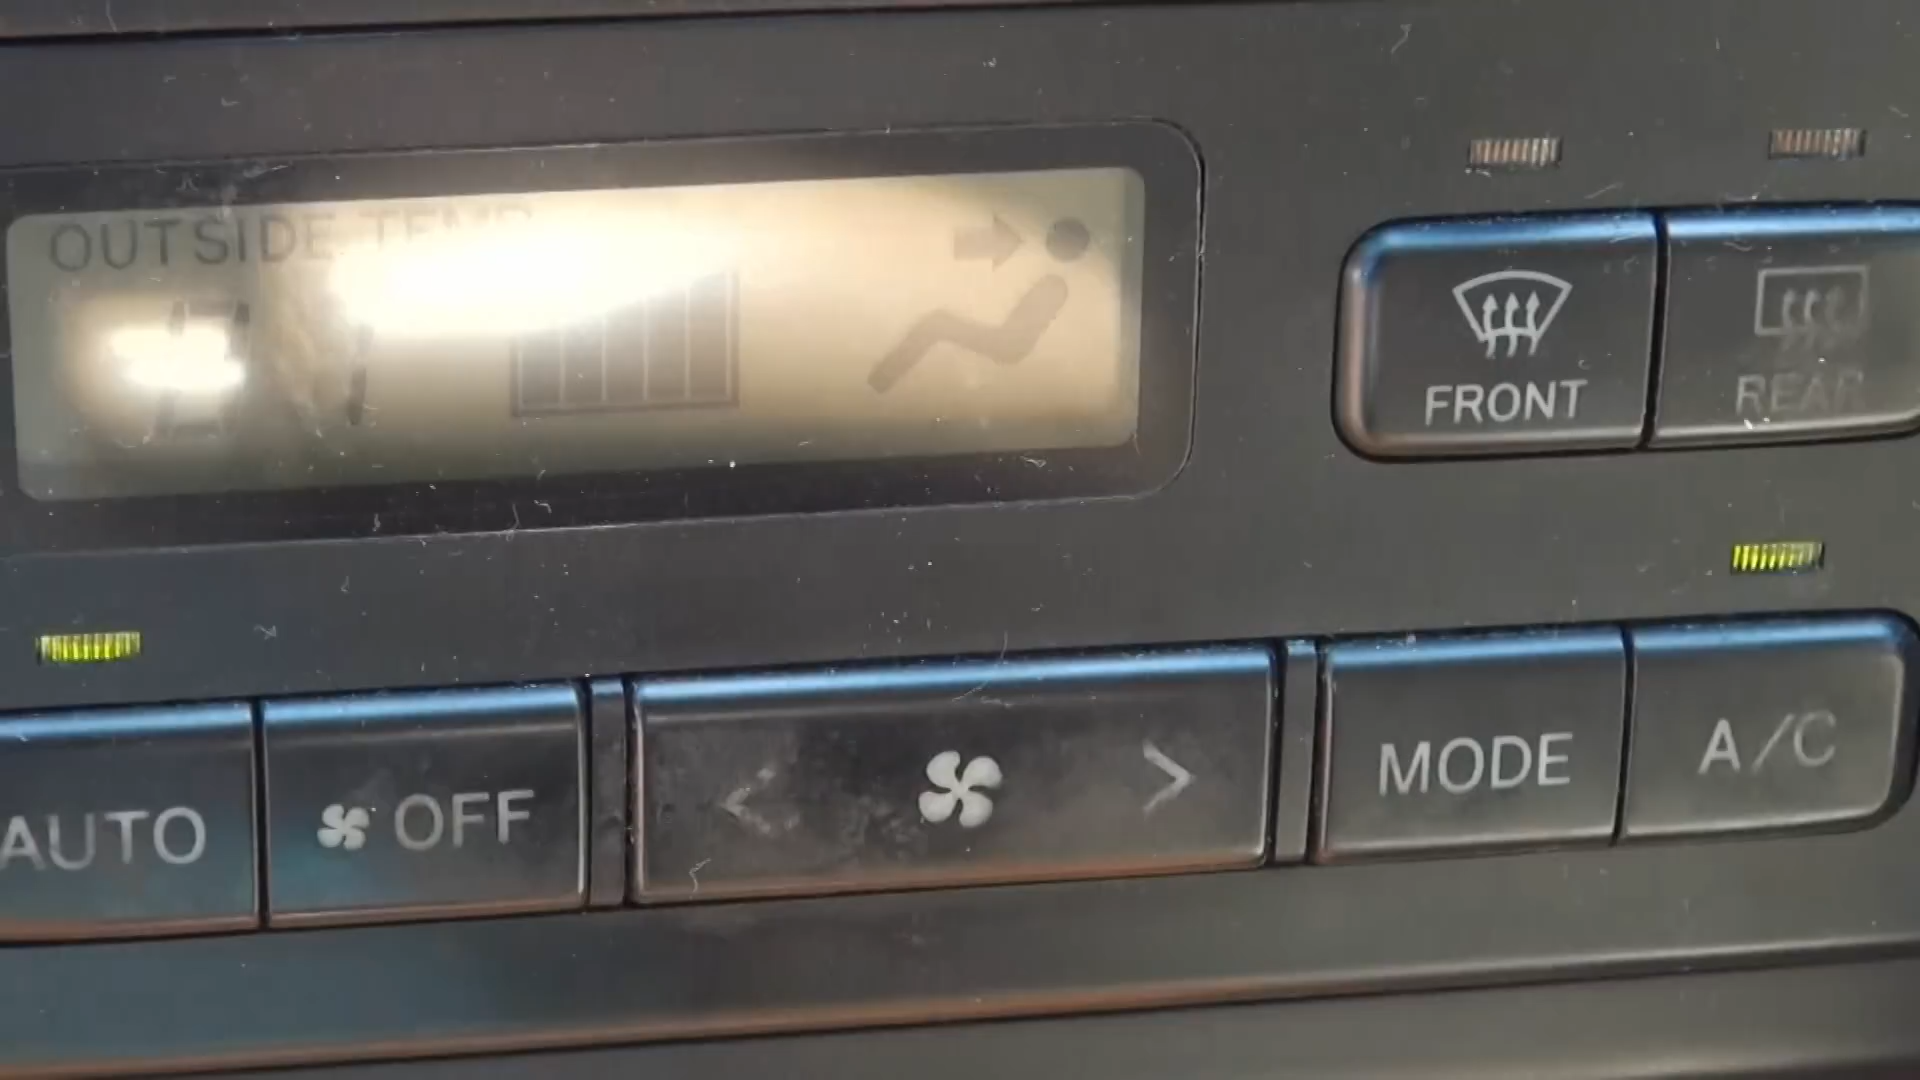 OUTSIDE TEMP
FRONT
REAR
AUTO
OFF
< >
MODE
A/C